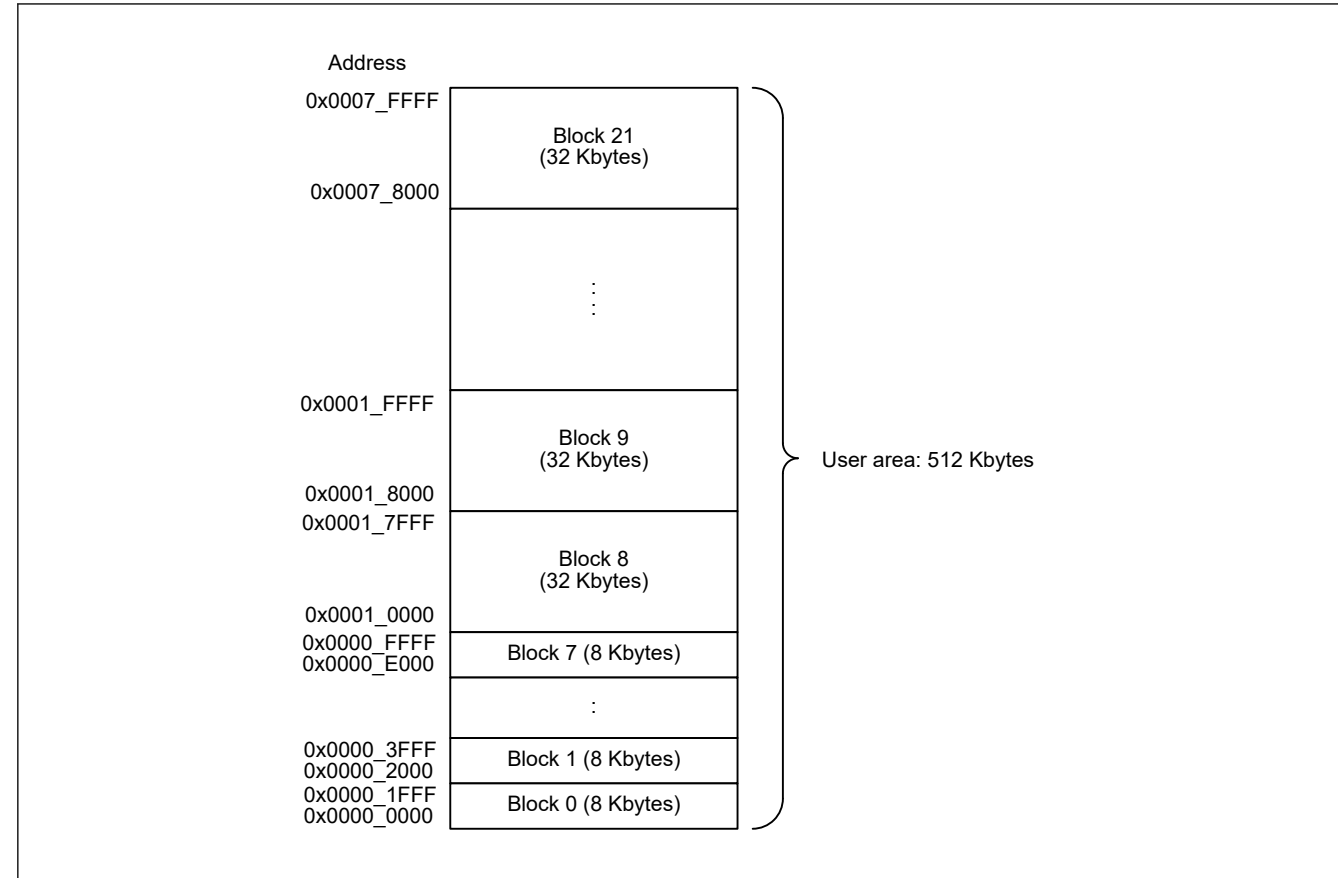 Address
0x0007_FFFF
Block 21
(32 Kbytes)
0x0007_8000
:
:
0x0001_FFFF
Block 9
(32 Kbytes)
User area: 512 Kbytes
0x0001_8000
0x0001_7FFF
Block 8
(32 Kbytes)
0x0001_0000
0x0000_FFFF
Block 7 (8 Kbytes)
0x0000_E000
:
0x0000_3FFF
Block 1 (8 Kbytes)
0x0000_2000
0x0000_1FFF
Block 0 (8 Kbytes)
0x0000_0000